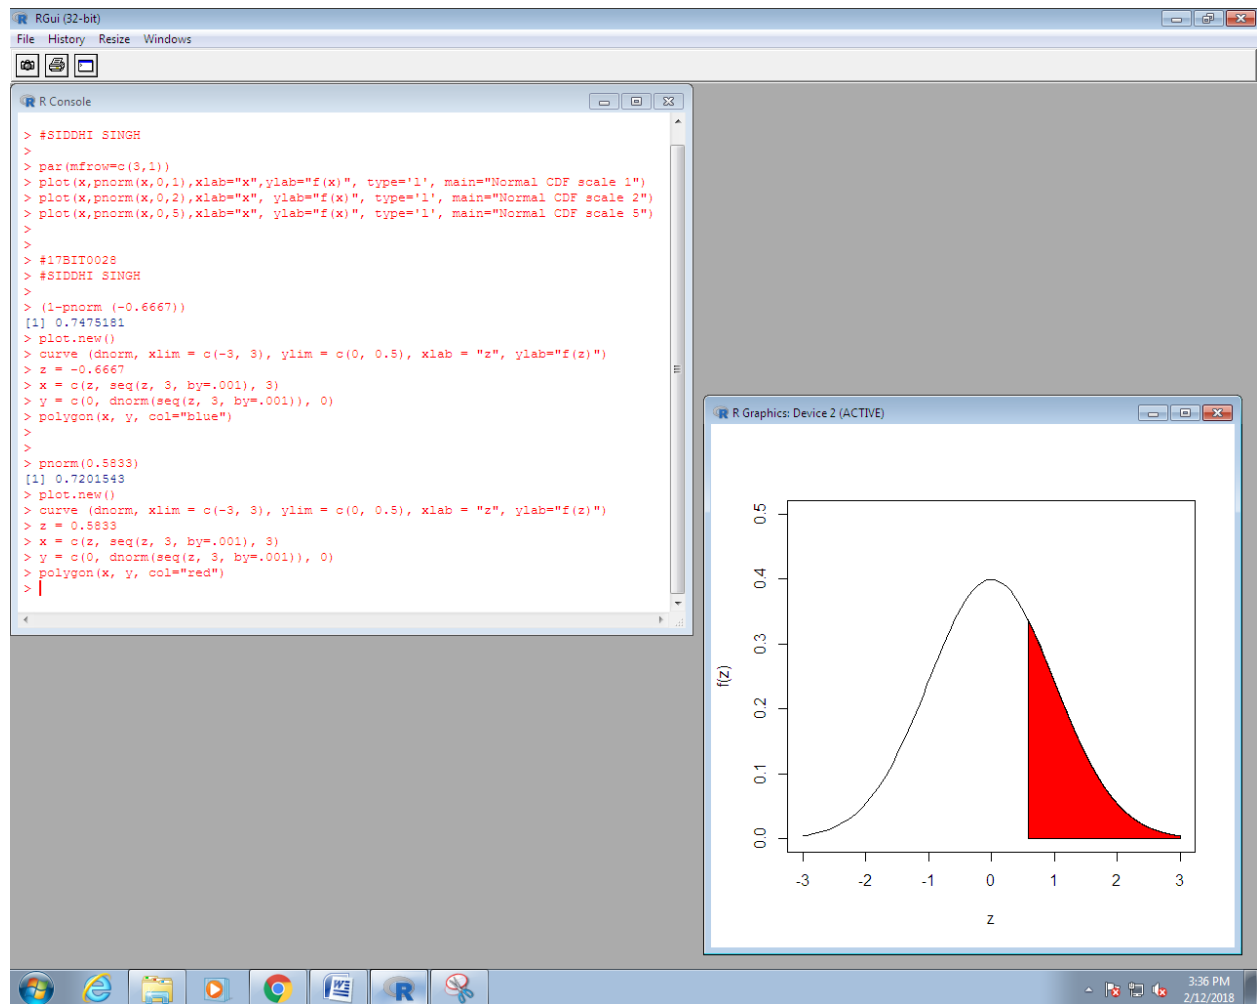 RGui (32-bit)
File History Resize Windows
R Console
> #SIDDHI SINGH
>
> par(mfrow=c(3,1))
> plot(x,pnorm(x,0,1),xlab="x",ylab="f(x)", type='l', main="Normal CDF scale 1")
> plot(x,pnorm(x,0,2),xlab="x", ylab="f(x)", type='l', main="Normal CDF scale 2")
> plot(x,pnorm(x,0,5),xlab="x", ylab="f(x)", type='l', main="Normal CDF scale 5")
>
>
> #17BIT0028
> #SIDDHI SINGH
>
> (1-pnorm (-0.6667))
[1] 0.7475181
> plot.new()
> curve (dnorm, xlim = c(-3, 3), ylim = c(0, 0.5), xlab = "z", ylab="f(z)")
> z = -0.6667
> x = c(z, seq(z, 3, by=.001), 3)
> y = c(0, dnorm(seq(z, 3, by=.001)), 0)
> polygon(x, y, col="blue")
>
>
> pnorm(0.5833)
[1] 0.7201543
> plot.new()
> curve (dnorm, xlim = c(-3, 3), ylim = c(0, 0.5), xlab = "z", ylab="f(z)")
> z = 0.5833
> x = c(z, seq(z, 3, by=.001), 3)
> y = c(0, dnorm(seq(z, 3, by=.001)), 0)
> polygon(x, y, col="red")
>
R Graphics: Device 2 (ACTIVE)
0.5
0.4
0.3
0.2
0.1
0.0
f(z)
-3 -2 -1 0 1 2 3
z
3:36 PM
2/12/2018